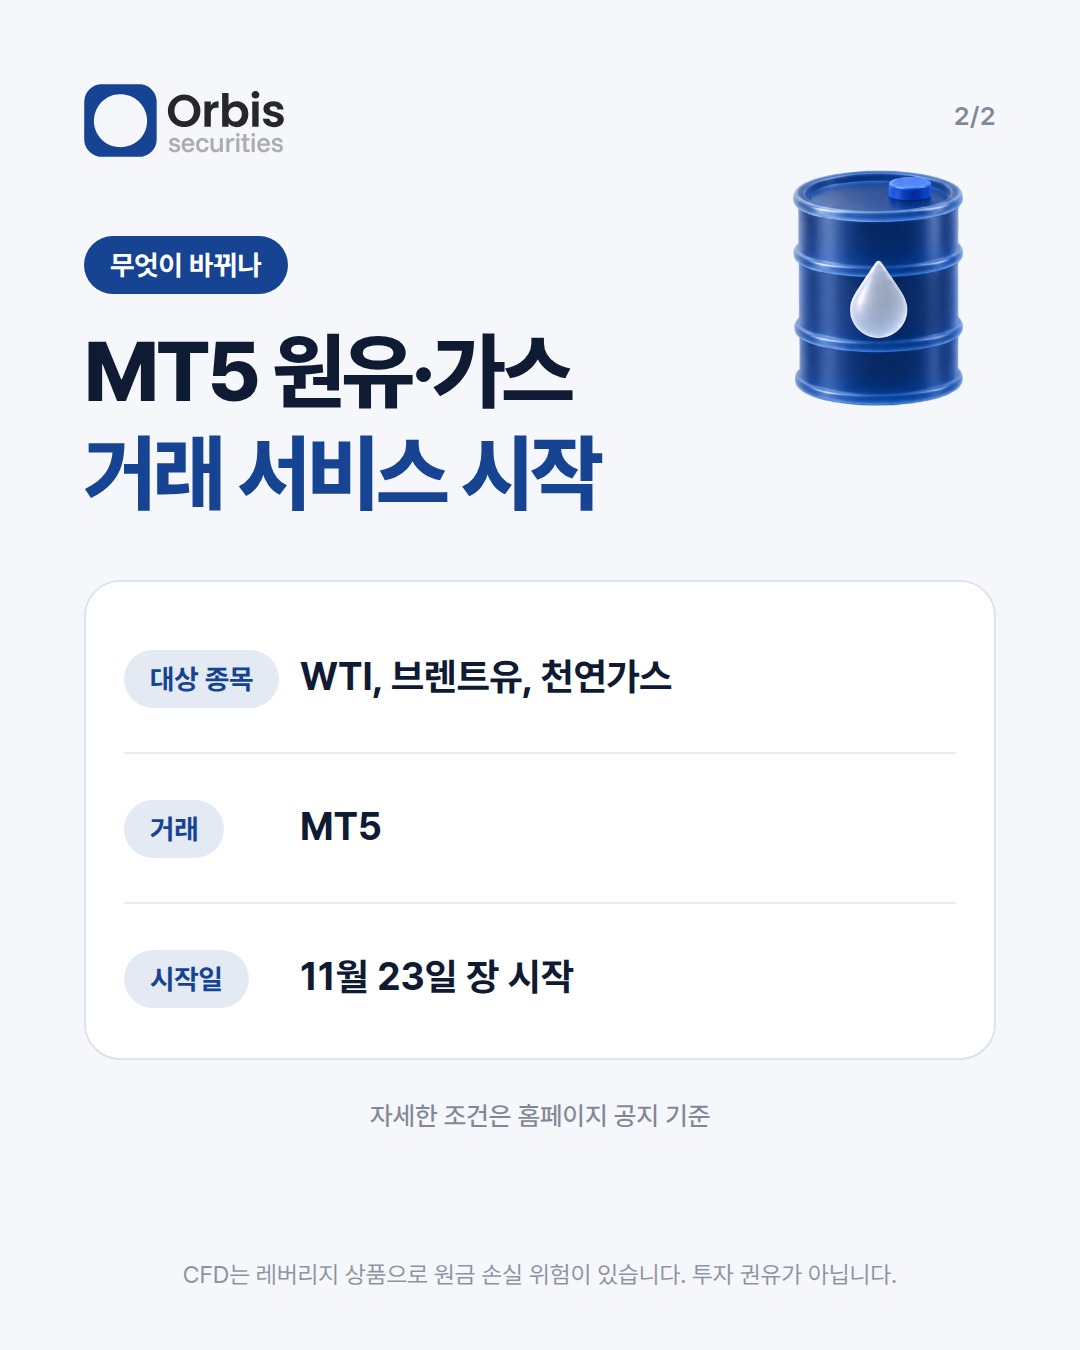 Orbis
securities
2/2
무엇이 바뀌나
MT5 원유·가스
거래 서비스 시작
대상 종목 WTI, 브렌트유, 천연가스
거래 MT5
시작일 11월 23일 장 시작
자세한 조건은 홈페이지 공지 기준
CFD는 레버리지 상품으로 원금 손실 위험이 있습니다. 투자 권유가 아닙니다.